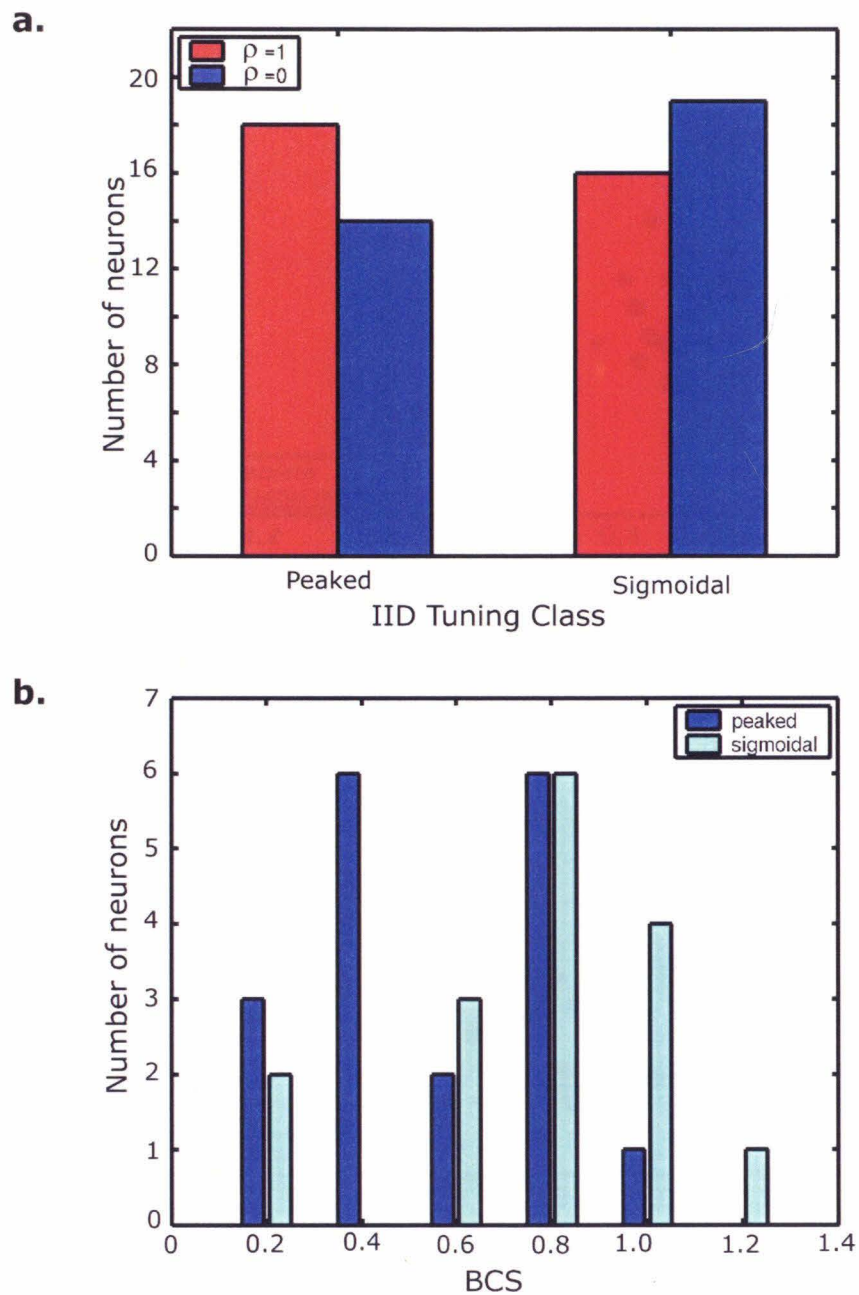 a.
ρ =1
ρ =0
20
16
12
8
4
0
Number of neurons
Peaked
Sigmoidal
IID Tuning Class
b.
peaked
sigmoidal
7
6
5
4
3
2
1
0
Number of neurons
0 0.2 0.4 0.6 0.8 1.0 1.2 1.4
BCS